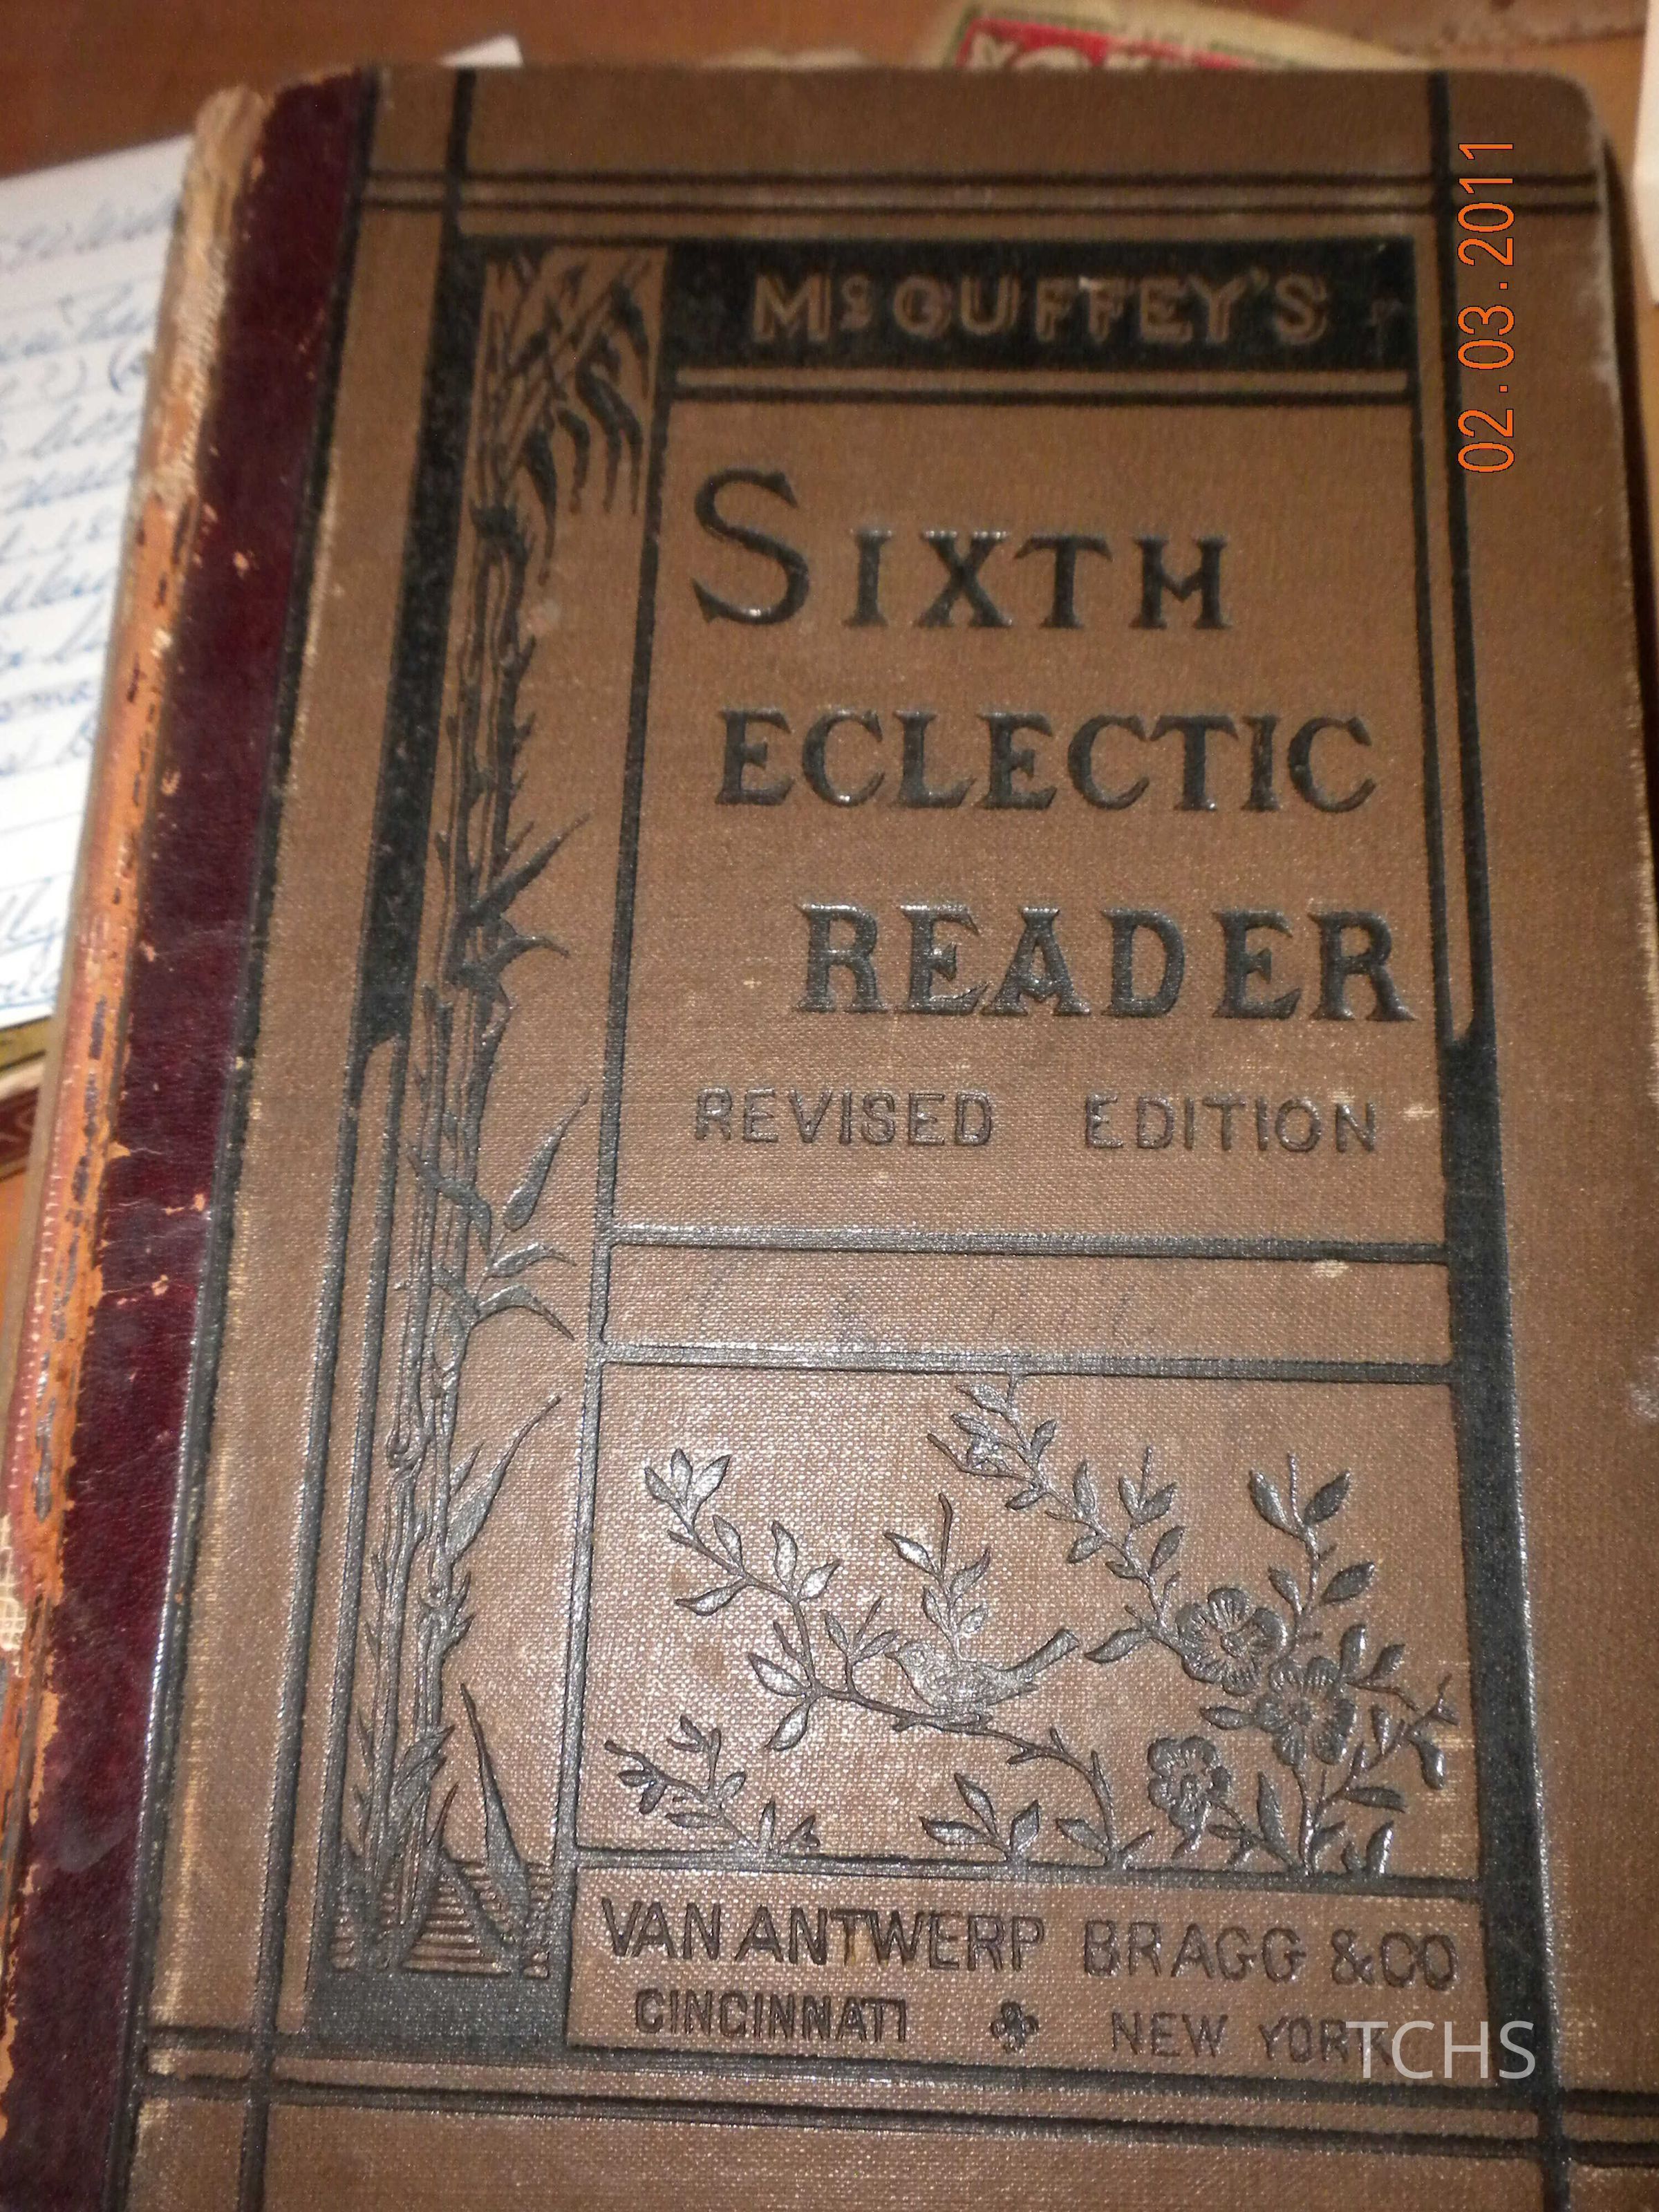 McGUFFEY'S
SIXTH
ECLECTIC
READER
REVISED EDITION
VAN ANTWERP BRAGG & CO
CINCINNATI NEW YORK
TCHS
02.03.2011